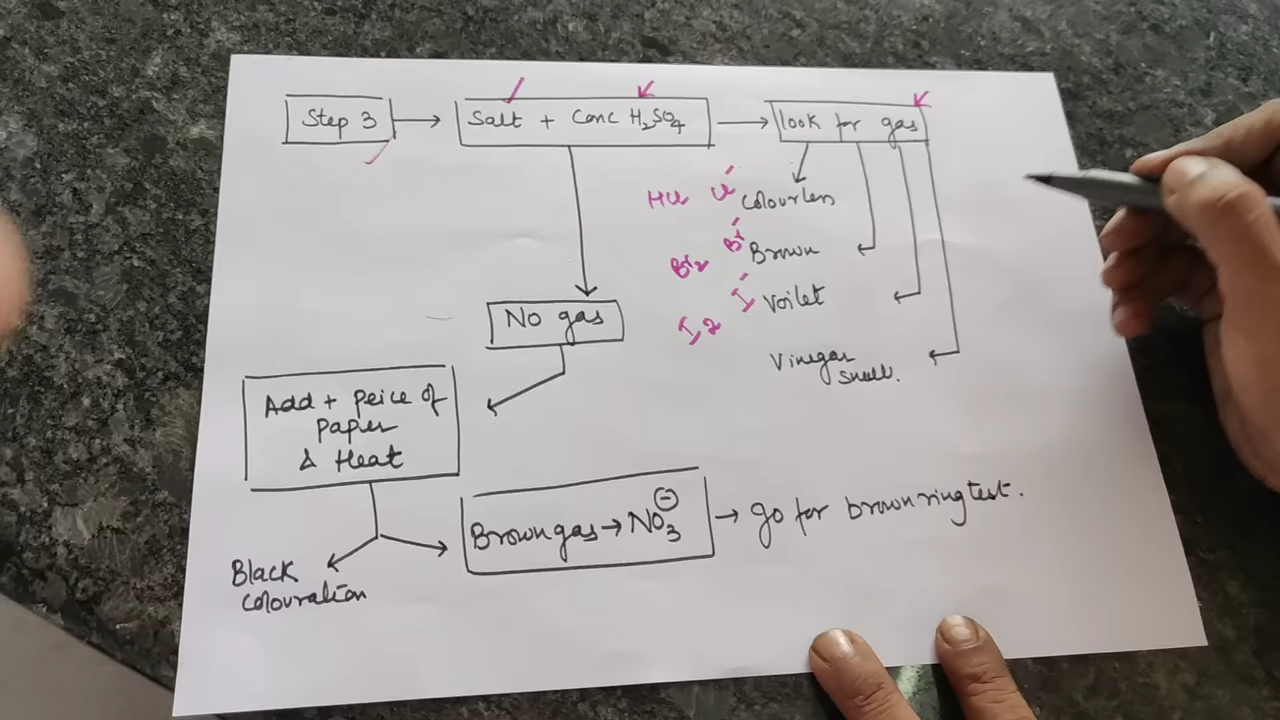 Step 3
Salt + Conc H₂SO₄
look for gas
HCl Cl⁻ Colourless
Br₂ Br⁻ Brown
I₂ I⁻ Voilet
Vinegar
smell.
No gas
Add + peice of
paper
Δ Heat
Brown gas → NO₃⁻ → go for brown ring test.
Black
colouration